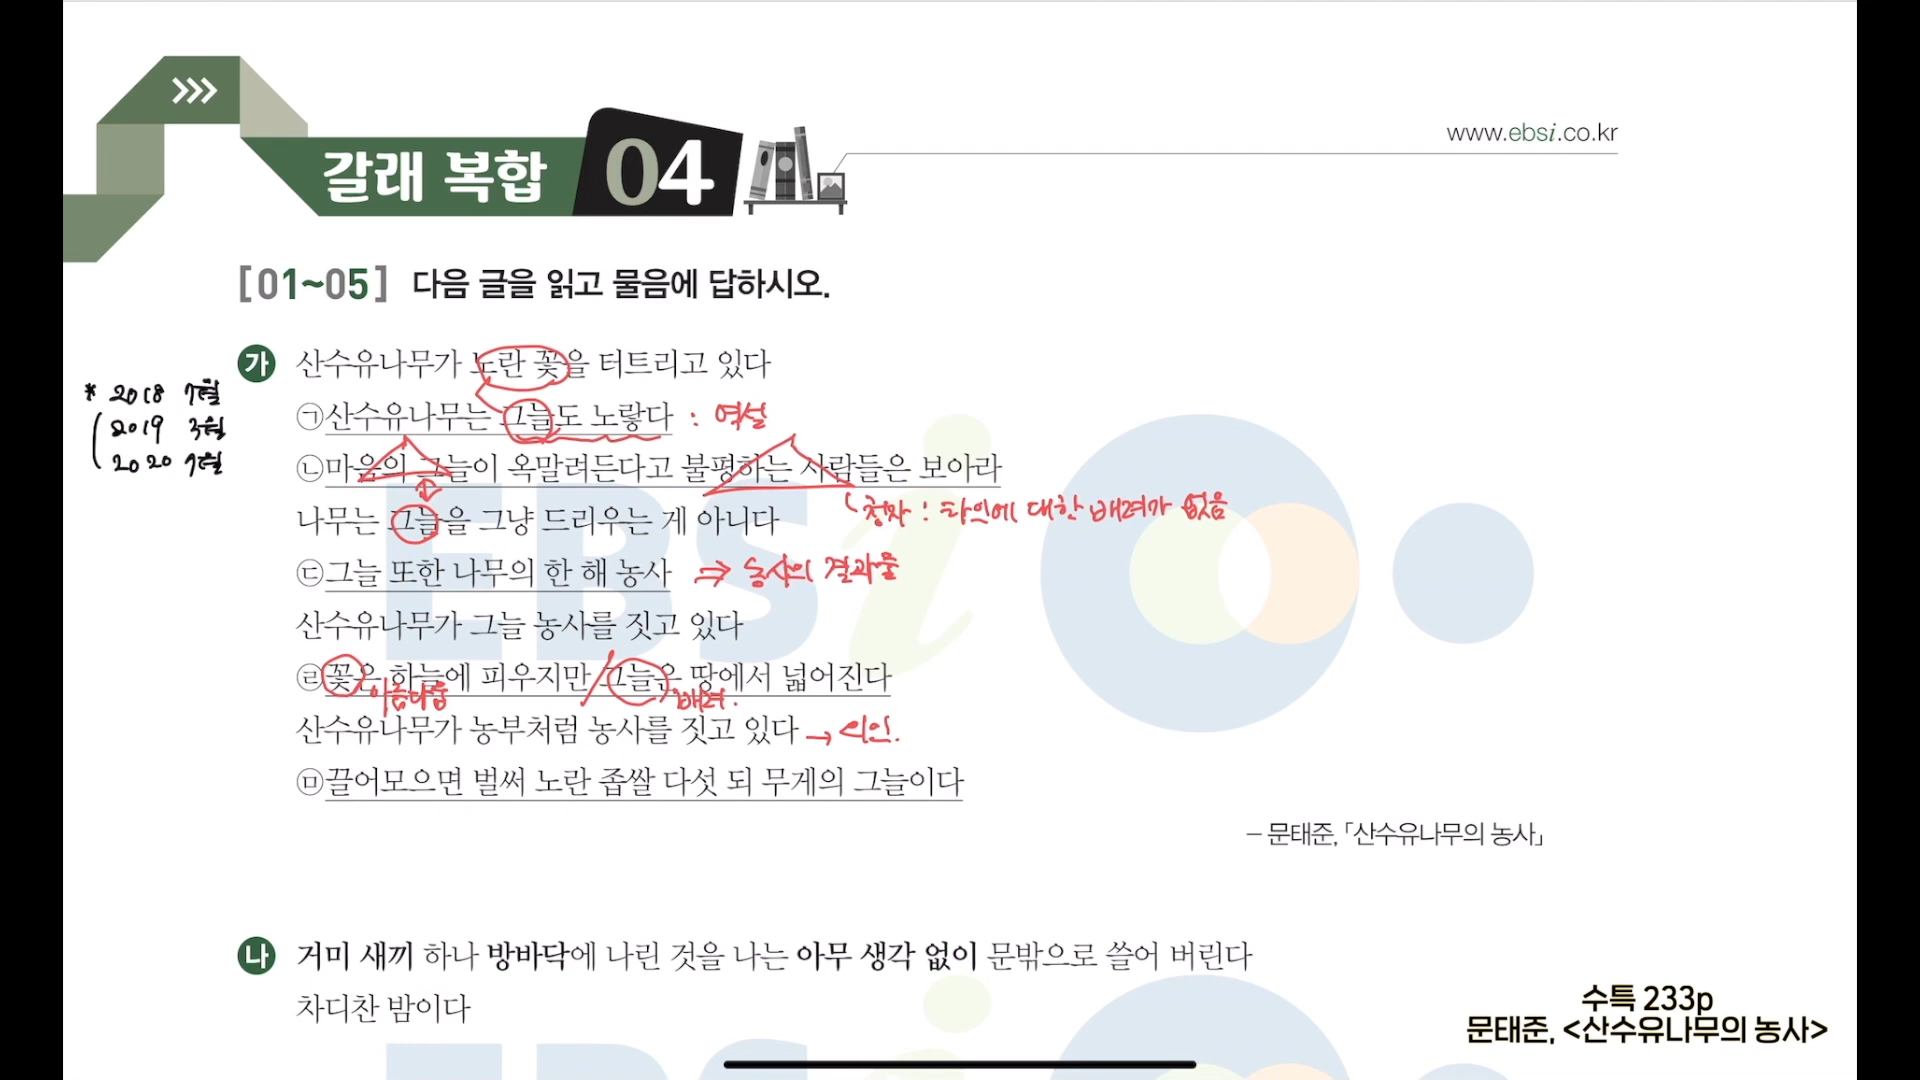 www.ebsi.co.kr
갈래 복합 04
[01~05] 다음 글을 읽고 물음에 답하시오.
* 2018 7월
2019 3월
2020 9월
가 산수유나무가 노란 꽃을 터트리고 있다
㉠산수유나무는 그늘도 노랗다 : 역설
㉡마음의 그늘이 옥말려든다고 불평하는 사람들은 보아라
청자 : 타인에 대한 배려가 없음
나무는 그늘을 그냥 드리우는 게 아니다
㉢그늘 또한 나무의 한 해 농사 ⇒ 농사의 결과물
산수유나무가 그늘 농사를 짓고 있다
㉣꽃은 하늘에 피우지만 / 그늘은 땅에서 넓어진다
아름다움 배려.
산수유나무가 농부처럼 농사를 짓고 있다 → 의인.
㉤끌어모으면 벌써 노란 좁쌀 다섯 되 무게의 그늘이다
– 문태준, 「산수유나무의 농사」
나 거미 새끼 하나 방바닥에 나린 것을 나는 아무 생각 없이 문밖으로 쓸어 버린다
차디찬 밤이다
EBSi
수특 233p
문태준, <산수유나무의 농사>